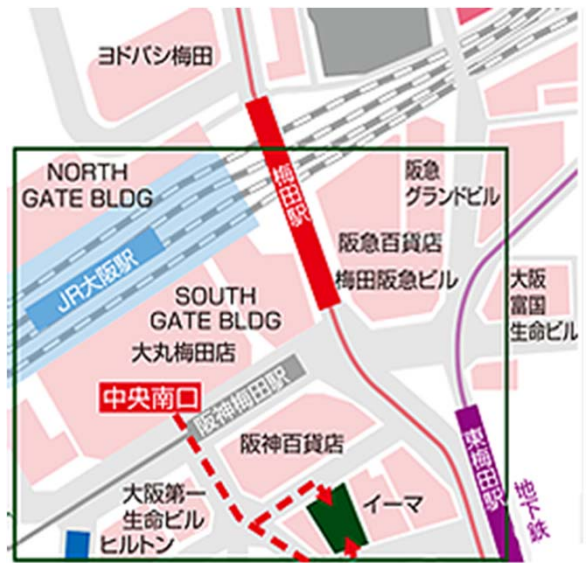 ヨドバシ梅田
NORTH
GATE BLDG
梅田駅
阪急
グランドビル
阪急百貨店
梅田阪急ビル
JR大阪駅
SOUTH
GATE BLDG
大丸梅田店
大阪
富国
生命ビル
中央南口
阪神梅田駅
阪神百貨店
東梅田駅
地下鉄
大阪第一
生命ビル
ヒルトン
イーマ